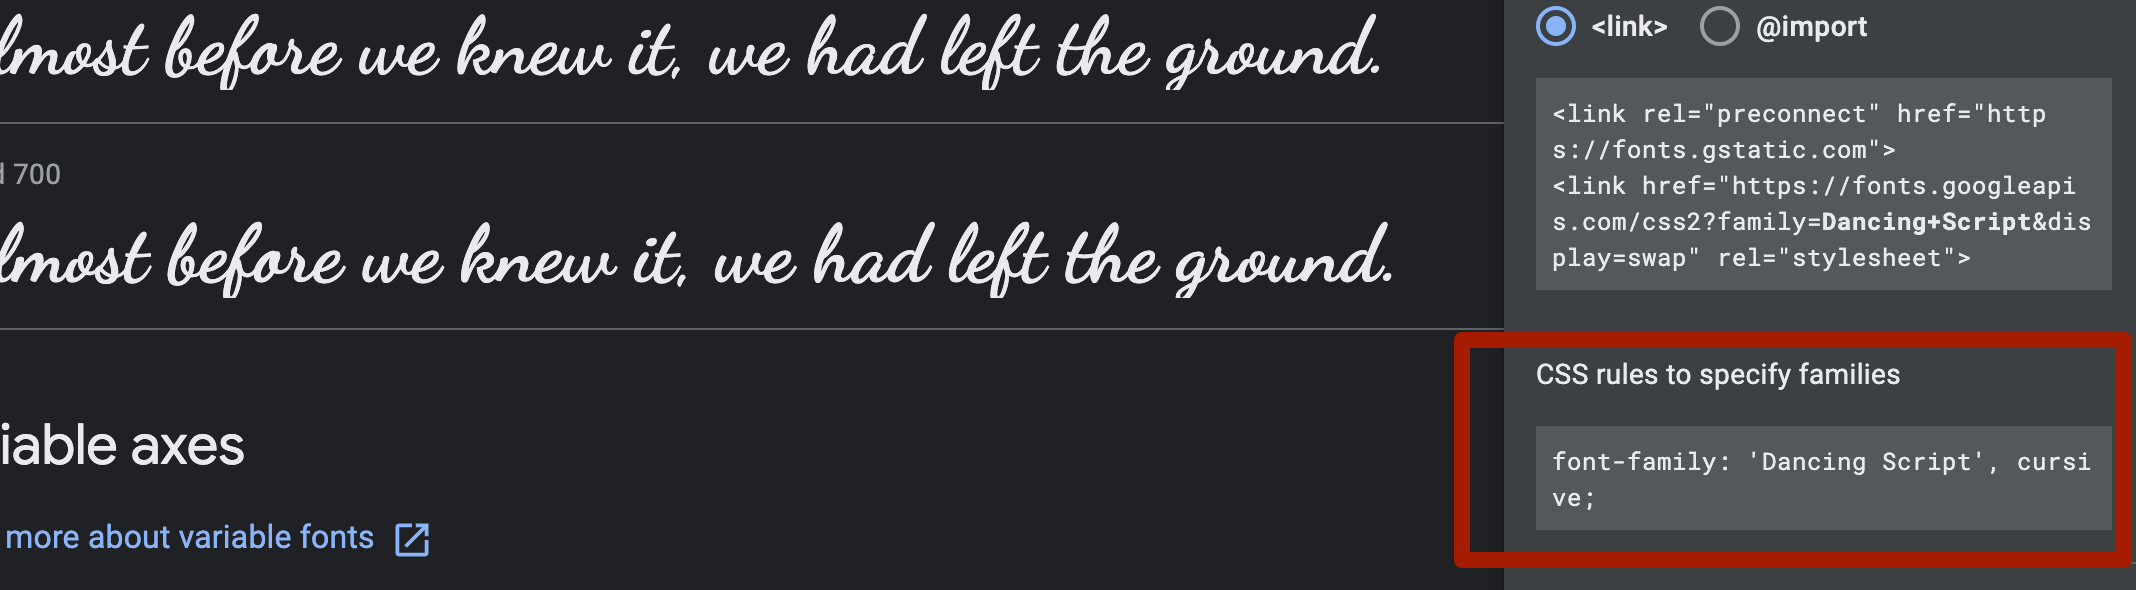 lmost before we knew it, we had left the ground.
700
lmost before we knew it, we had left the ground.
iable axes
more about variable fonts
<link> @import
<link rel="preconnect" href="http
s://fonts.gstatic.com">
<link href="https://fonts.googleapi
s.com/css2?family=Dancing+Script&dis
play=swap" rel="stylesheet">
CSS rules to specify families
font-family: 'Dancing Script', cursi
ve;